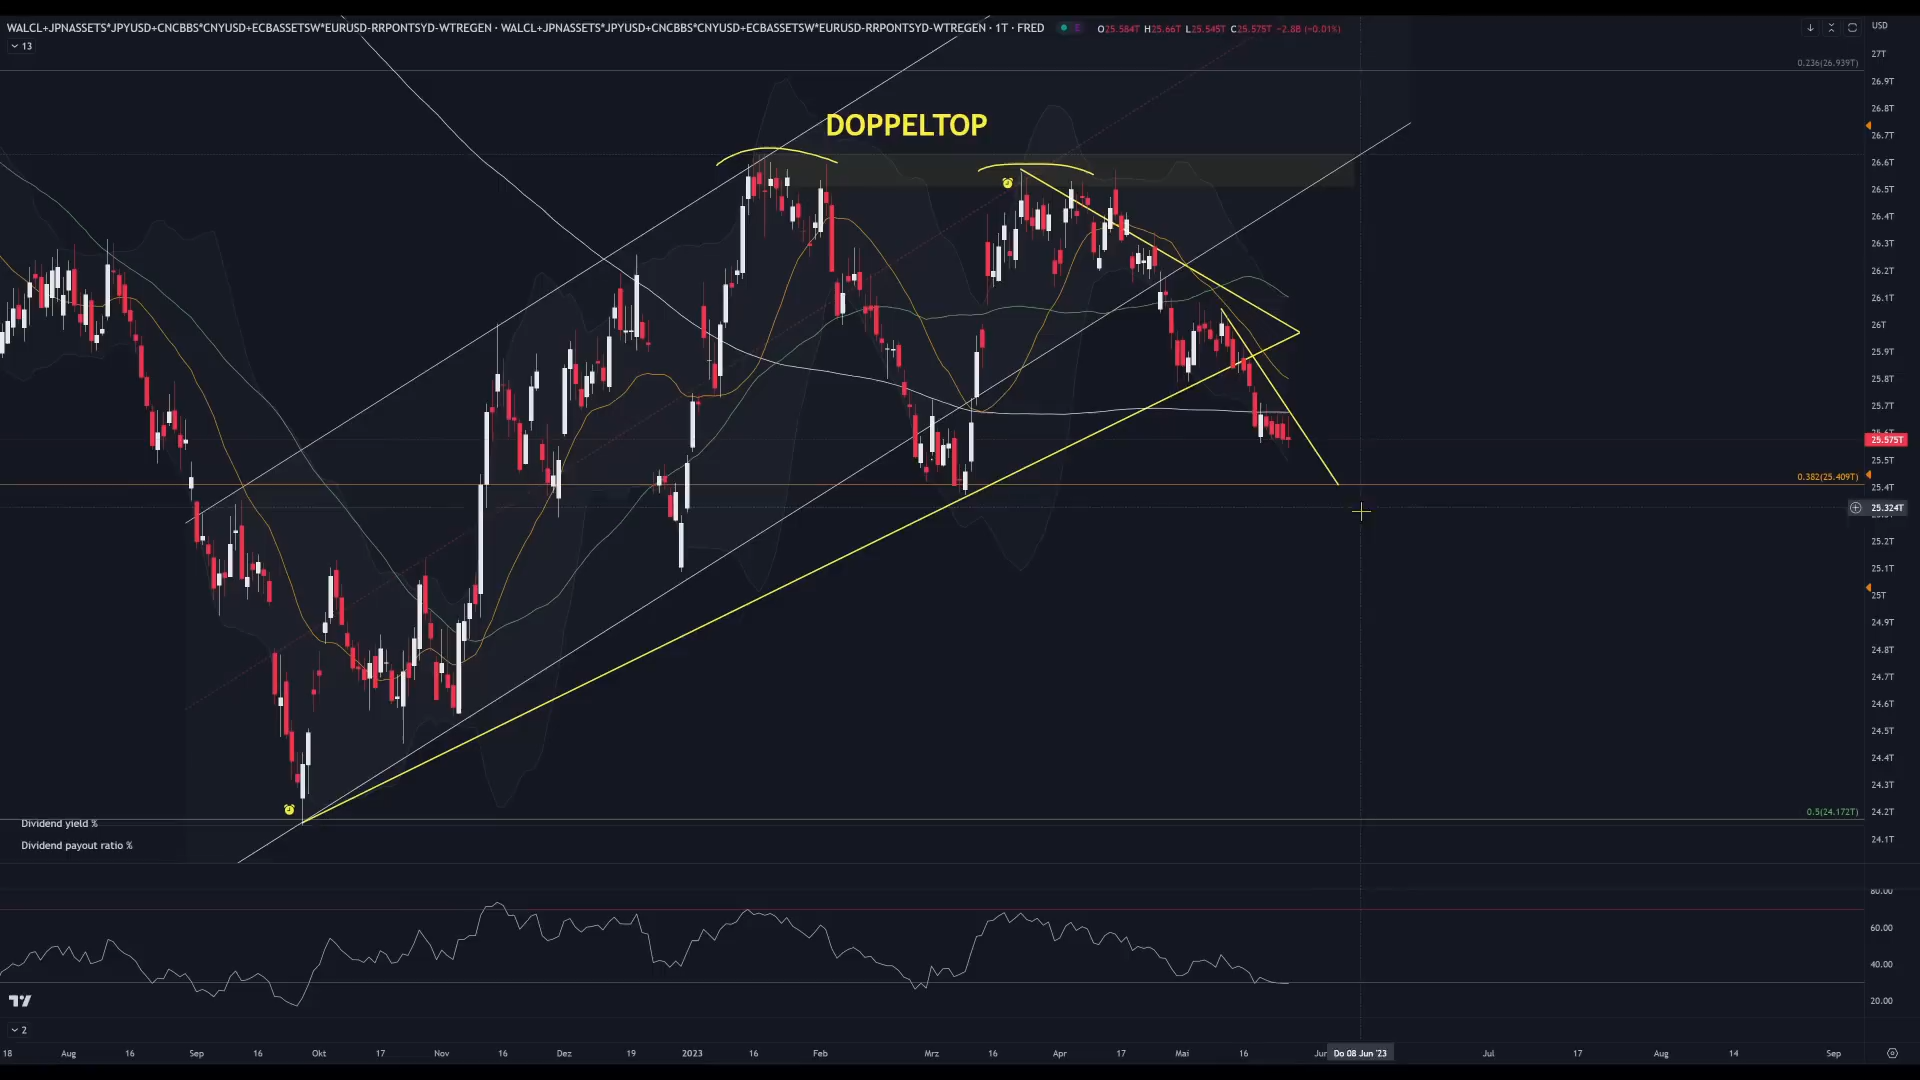 WALCL+JPNASSETS*JPYUSD+CNCBBS*CNYUSD+ECBASSETSW*EURUSD-RRPONTSYD-WTREGEN · WALCL+JPNASSETS*JPYUSD+CNCBBS*CNYUSD+ECBASSETSW*EURUSD-RRPONTSYD-WTREGEN · 1T · FRED E O25.584T H25.66T L25.545T C25.575T −2.8B (−0.01%)
USD
13
27T
0.236(26.939T)
26.9T
26.8T
DOPPELTOP
26.7T
26.6T
26.5T
26.4T
26.3T
26.2T
26.1T
26T
25.9T
25.8T
25.7T
25.575T
25.5T
0.382(25.409T)
25.4T
25.324T
25.2T
25.1T
25T
24.9T
24.8T
24.7T
24.6T
24.5T
24.4T
24.3T
0.5(24.172T)
24.2T
Dividend yield %
24.1T
Dividend payout ratio %
80.00
60.00
40.00
20.00
2
18 Aug 16 Sep 16 Okt 17 Nov 16 Dez 19 2023 16 Feb Mrz 16 Apr 17 Mai 16 Jun Do 08 Jun '23 Jul 17 Aug 14 Sep